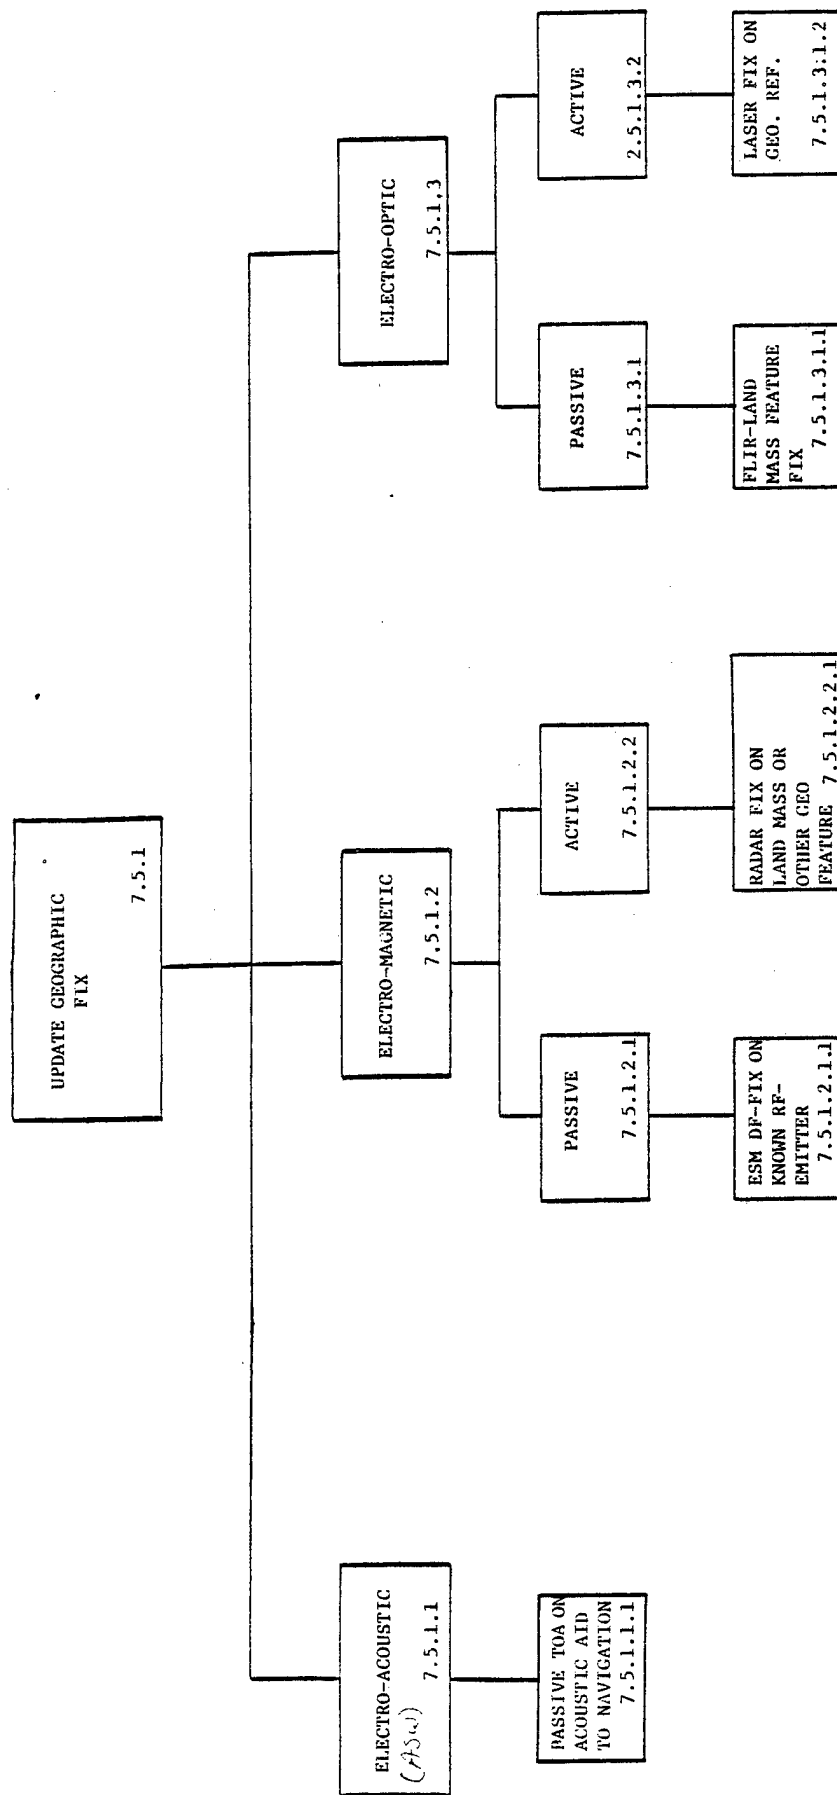 UPDATE GEOGRAPHIC
FIX
7.5.1
ELECTRO-ACOUSTIC
(ASW)
7.5.1.1
PASSIVE TOA ON
ACOUSTIC AID
TO NAVIGATION
7.5.1.1.1
ELECTRO-MAGNETIC
7.5.1.2
PASSIVE
7.5.1.2.1
ESM DF-FIX ON
KNOWN RF-
EMITTER
7.5.1.2.1.1
ACTIVE
7.5.1.2.2
RADAR FIX ON
LAND MASS OR
OTHER GEO
FEATURE 7.5.1.2.2.1
ELECTRO-OPTIC
7.5.1.3
PASSIVE
7.5.1.3.1
FLIR-LAND
MASS FEATURE
FIX
7.5.1.3.1.1
ACTIVE
2.5.1.3.2
LASER FIX ON
GEO. REF.
7.5.1.3:1.2